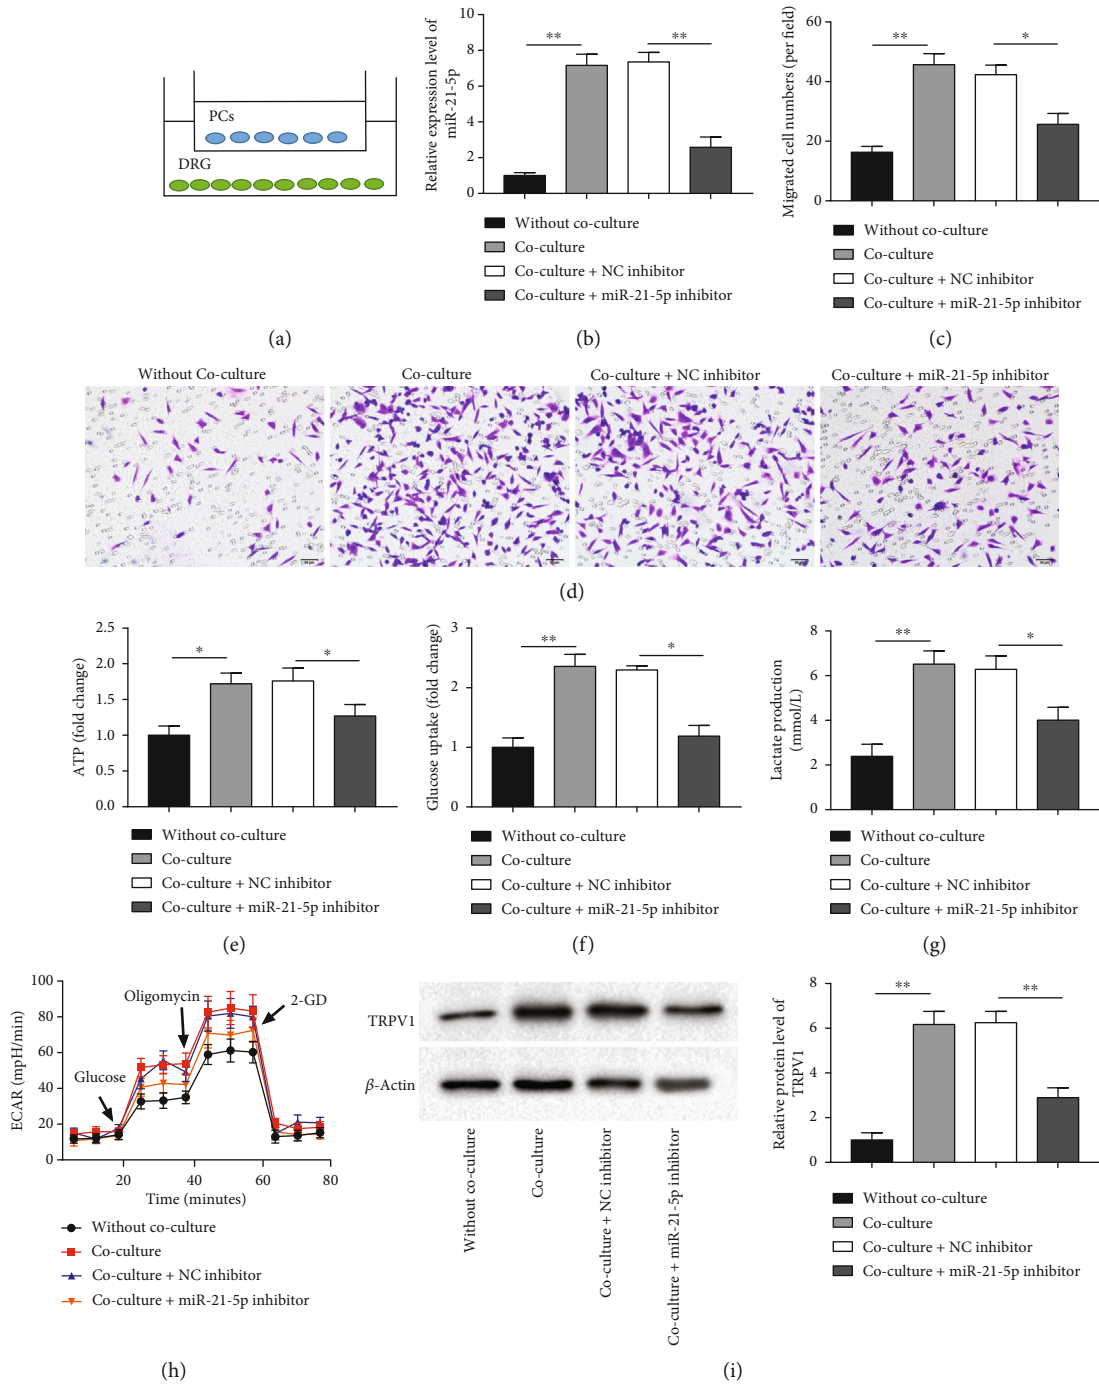 PCs
DRG
(a)
Relative expression level of
miR-21-5p
8
6
4
2
0
**
**
Without co-culture
Co-culture
Co-culture + NC inhibitor
Co-culture + miR-21-5p inhibitor
(b)
Migrated cell numbers (per field)
60
40
20
0
**
*
Without co-culture
Co-culture
Co-culture + NC inhibitor
Co-culture + miR-21-5p inhibitor
(c)
Without Co-culture
Co-culture
Co-culture + NC inhibitor
Co-culture + miR-21-5p inhibitor
(d)
ATP (fold change)
2.5
2.0
1.5
1.0
0.5
0.0
*
*
Without co-culture
Co-culture
Co-culture + NC inhibitor
Co-culture + miR-21-5p inhibitor
(e)
Glucose uptake (fold change)
3
2
1
0
**
*
Without co-culture
Co-culture
Co-culture + NC inhibitor
Co-culture + miR-21-5p inhibitor
(f)
Lactate production
(mmol/L)
8
6
4
2
0
**
*
Without co-culture
Co-culture
Co-culture + NC inhibitor
Co-culture + miR-21-5p inhibitor
(g)
ECAR (mpH/min)
100
80
60
40
20
0
Glucose
Oligomycin
2-GD
20
40
60
80
Time (minutes)
Without co-culture
Co-culture
Co-culture + NC inhibitor
Co-culture + miR-21-5p inhibitor
(h)
TRPV1
β-Actin
Without co-culture
Co-culture
Co-culture + NC inhibitor
Co-culture + miR-21-5p inhibitor
Relative protein level of
TRPV1
8
6
4
2
0
**
**
Without co-culture
Co-culture
Co-culture + NC inhibitor
Co-culture + miR-21-5p inhibitor
(i)